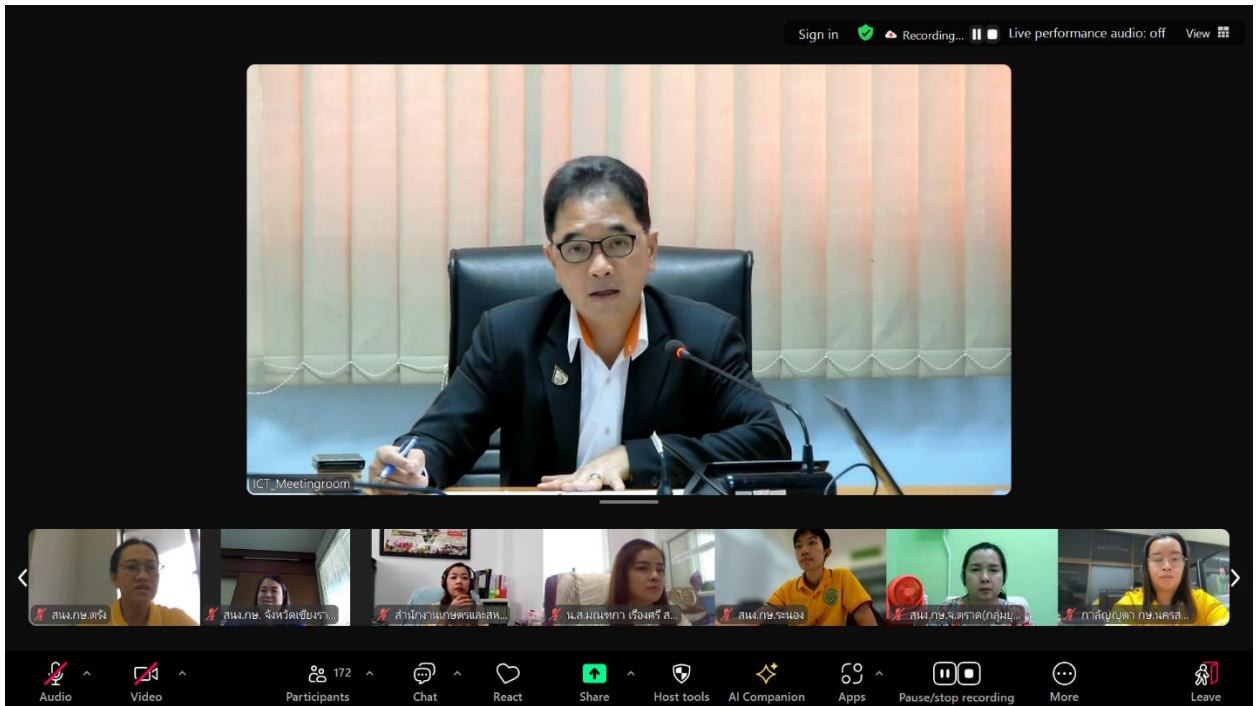 Sign in
Recording...
Live performance audio: off
View
ICT_Meetingroom
สนง.กษ.ตรัง
สนง.กษ. จังหวัดเชียงรา...
สำนักงานเกษตรและสห...
น.ส.มณฑกา เรืองศรี ส...
สนง.กษ.ระนอง
สนง.กษ.จ.ตราด(กลุ่มยุ...
กาลัญญุตา กษ.นครส...
172
Audio
Video
Participants
Chat
React
Share
Host tools
AI Companion
Apps
Pause/stop recording
More
Leave